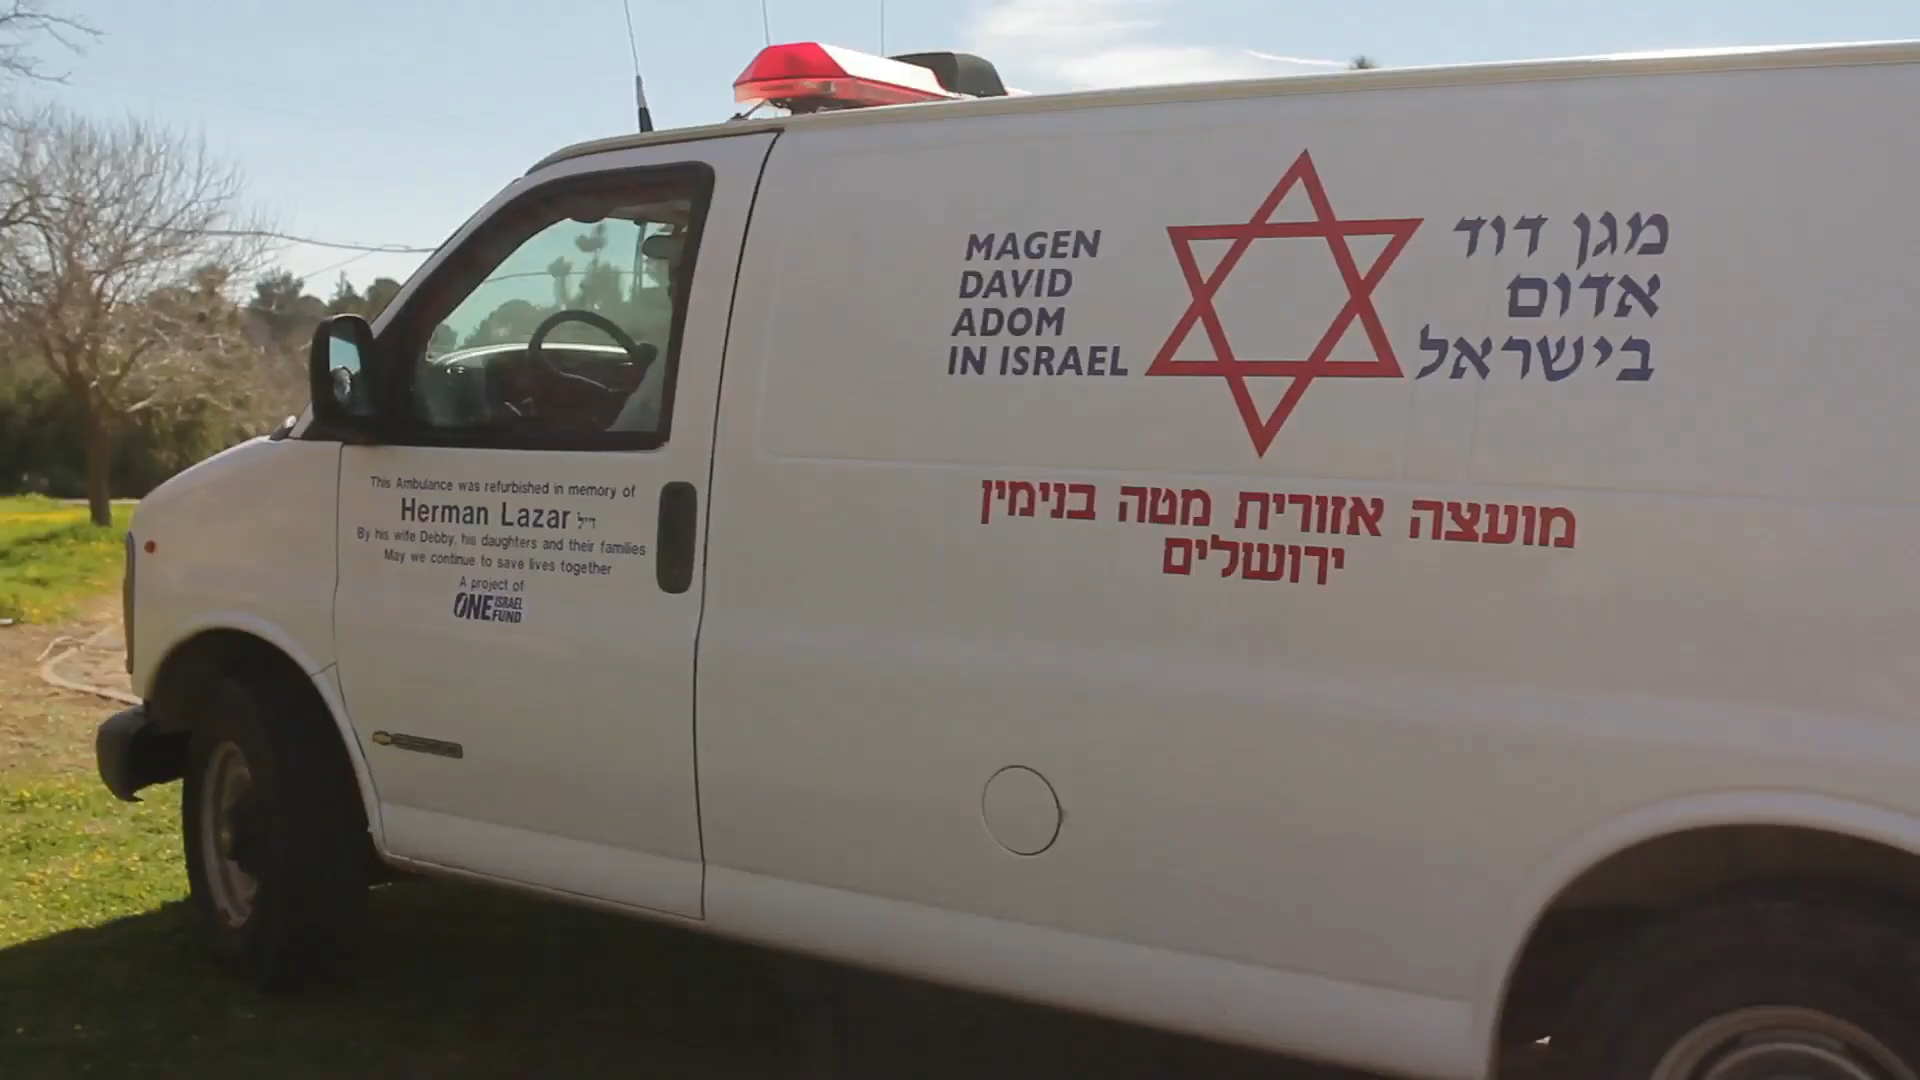 This Ambulance was refurbished in memory of
Herman Lazar ז״ל
By his wife Debby, his daughters and their families
May we continue to save lives together
A project of
ONE ISRAEL FUND
MAGEN
DAVID
ADOM
IN ISRAEL
מגן דוד
אדום
בישראל
מועצה אזורית מטה בנימין
ירושלים